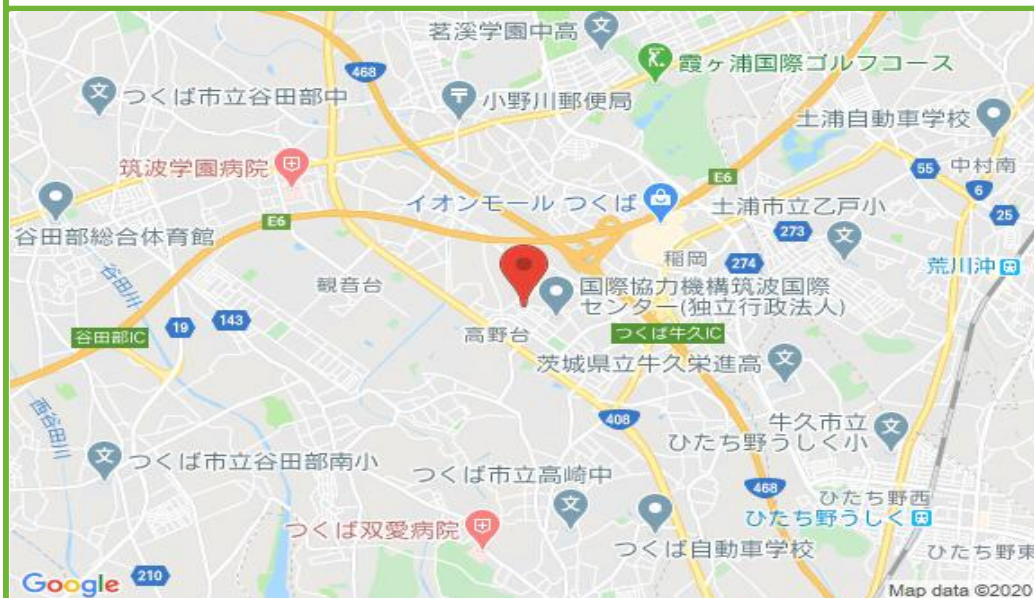 茗溪学園中高
468
霞ヶ浦国際ゴルフコース
つくば市立谷田部中
小野川郵便局
土浦自動車学校
筑波学園病院
中村南
55
6
E6
イオンモール つくば
土浦市立乙戸小
25
E6
谷田部総合体育館
273
稲岡
274
荒川沖
谷田川
観音台
国際協力機構筑波国際
センター(独立行政法人)
143
19
谷田部IC
高野台
つくば牛久IC
茨城県立牛久栄進高
西谷田川
408
牛久市立
ひたち野うしく小
つくば市立谷田部南小
つくば市立高崎中
468
ひたち野西
ひたち野うしく
つくば双愛病院
つくば自動車学校
ひたち野東
Google
210
Map data ©2020